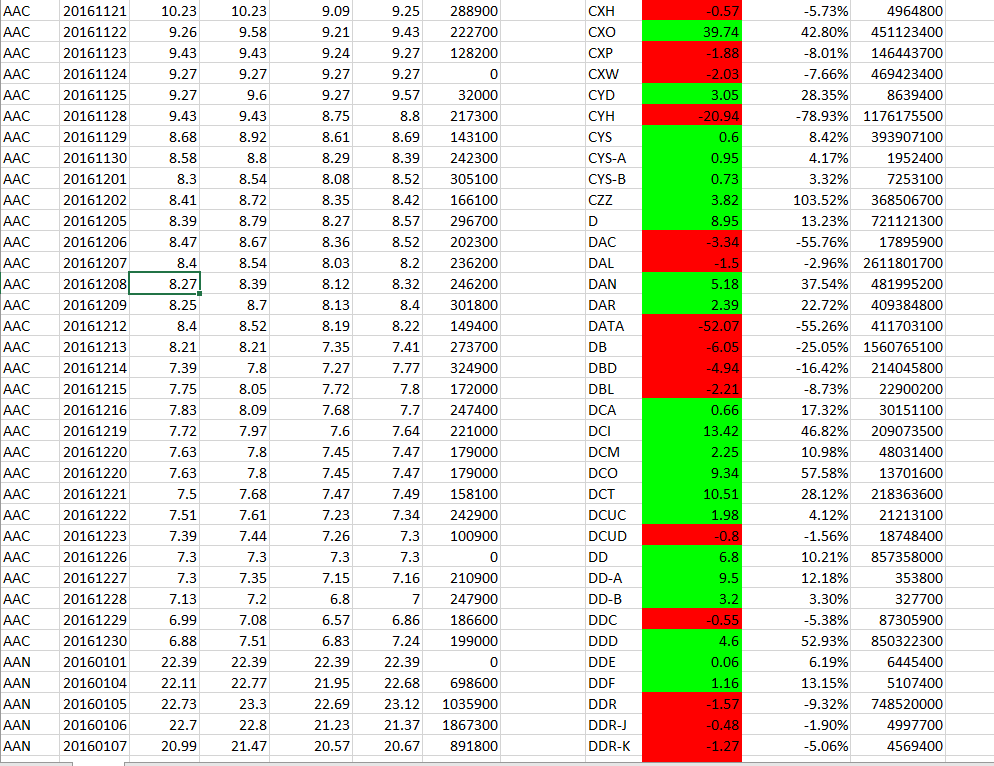 AAC 20161121 10.23 10.23 9.09 9.25 288900 CXH -0.57 -5.73% 4964800
AAC 20161122 9.26 9.58 9.21 9.43 222700 CXO 39.74 42.80% 451123400
AAC 20161123 9.43 9.43 9.24 9.27 128200 CXP -1.88 -8.01% 146443700
AAC 20161124 9.27 9.27 9.27 9.27 0 CXW -2.03 -7.66% 469423400
AAC 20161125 9.27 9.6 9.27 9.57 32000 CYD 3.05 28.35% 8639400
AAC 20161128 9.43 9.43 8.75 8.8 217300 CYH -20.94 -78.93% 1176175500
AAC 20161129 8.68 8.92 8.61 8.69 143100 CYS 0.6 8.42% 393907100
AAC 20161130 8.58 8.8 8.29 8.39 242300 CYS-A 0.95 4.17% 1952400
AAC 20161201 8.3 8.54 8.08 8.52 305100 CYS-B 0.73 3.32% 7253100
AAC 20161202 8.41 8.72 8.35 8.42 166100 CZZ 3.82 103.52% 368506700
AAC 20161205 8.39 8.79 8.27 8.57 296700 D 8.95 13.23% 721121300
AAC 20161206 8.47 8.67 8.36 8.52 202300 DAC -3.34 -55.76% 17895900
AAC 20161207 8.4 8.54 8.03 8.2 236200 DAL -1.5 -2.96% 2611801700
AAC 20161208 8.27 8.39 8.12 8.32 246200 DAN 5.18 37.54% 481995200
AAC 20161209 8.25 8.7 8.13 8.4 301800 DAR 2.39 22.72% 409384800
AAC 20161212 8.4 8.52 8.19 8.22 149400 DATA -52.07 -55.26% 411703100
AAC 20161213 8.21 8.21 7.35 7.41 273700 DB -6.05 -25.05% 1560765100
AAC 20161214 7.39 7.8 7.27 7.77 324900 DBD -4.94 -16.42% 214045800
AAC 20161215 7.75 8.05 7.72 7.8 172000 DBL -2.21 -8.73% 22900200
AAC 20161216 7.83 8.09 7.68 7.7 247400 DCA 0.66 17.32% 30151100
AAC 20161219 7.72 7.97 7.6 7.64 221000 DCI 13.42 46.82% 209073500
AAC 20161220 7.63 7.8 7.45 7.47 179000 DCM 2.25 10.98% 48031400
AAC 20161220 7.63 7.8 7.45 7.47 179000 DCO 9.34 57.58% 13701600
AAC 20161221 7.5 7.68 7.47 7.49 158100 DCT 10.51 28.12% 218363600
AAC 20161222 7.51 7.61 7.23 7.34 242900 DCUC 1.98 4.12% 21213100
AAC 20161223 7.39 7.44 7.26 7.3 100900 DCUD -0.8 -1.56% 18748400
AAC 20161226 7.3 7.3 7.3 7.3 0 DD 6.8 10.21% 857358000
AAC 20161227 7.3 7.35 7.15 7.16 210900 DD-A 9.5 12.18% 353800
AAC 20161228 7.13 7.2 6.8 7 247900 DD-B 3.2 3.30% 327700
AAC 20161229 6.99 7.08 6.57 6.86 186600 DDC -0.55 -5.38% 87305900
AAC 20161230 6.88 7.51 6.83 7.24 199000 DDD 4.6 52.93% 850322300
AAN 20160101 22.39 22.39 22.39 22.39 0 DDE 0.06 6.19% 6445400
AAN 20160104 22.11 22.77 21.95 22.68 698600 DDF 1.16 13.15% 5107400
AAN 20160105 22.73 23.3 22.69 23.12 1035900 DDR -1.57 -9.32% 748520000
AAN 20160106 22.7 22.8 21.23 21.37 1867300 DDR-J -0.48 -1.90% 4997700
AAN 20160107 20.99 21.47 20.57 20.67 891800 DDR-K -1.27 -5.06% 4569400